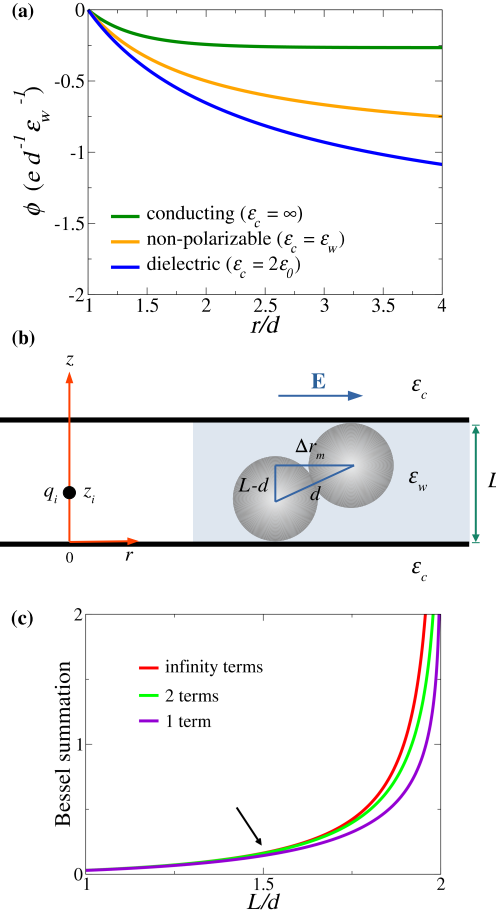 (a)
0
-0.5
-1
-1.5
-2
ϕ (e d⁻¹ ε_w⁻¹)
conducting (ε_c = ∞)
non-polarizable (ε_c = ε_w)
dielectric (ε_c = 2ε_0)
1 1.5 2 2.5 3 3.5 4
r/d
(b)
z
E
ε_c
Δr_m
L-d
d
ε_w
L
q_i z_i
0
r
ε_c
(c)
2
1
0
Bessel summation
infinity terms
2 terms
1 term
1 1.5 2
L/d